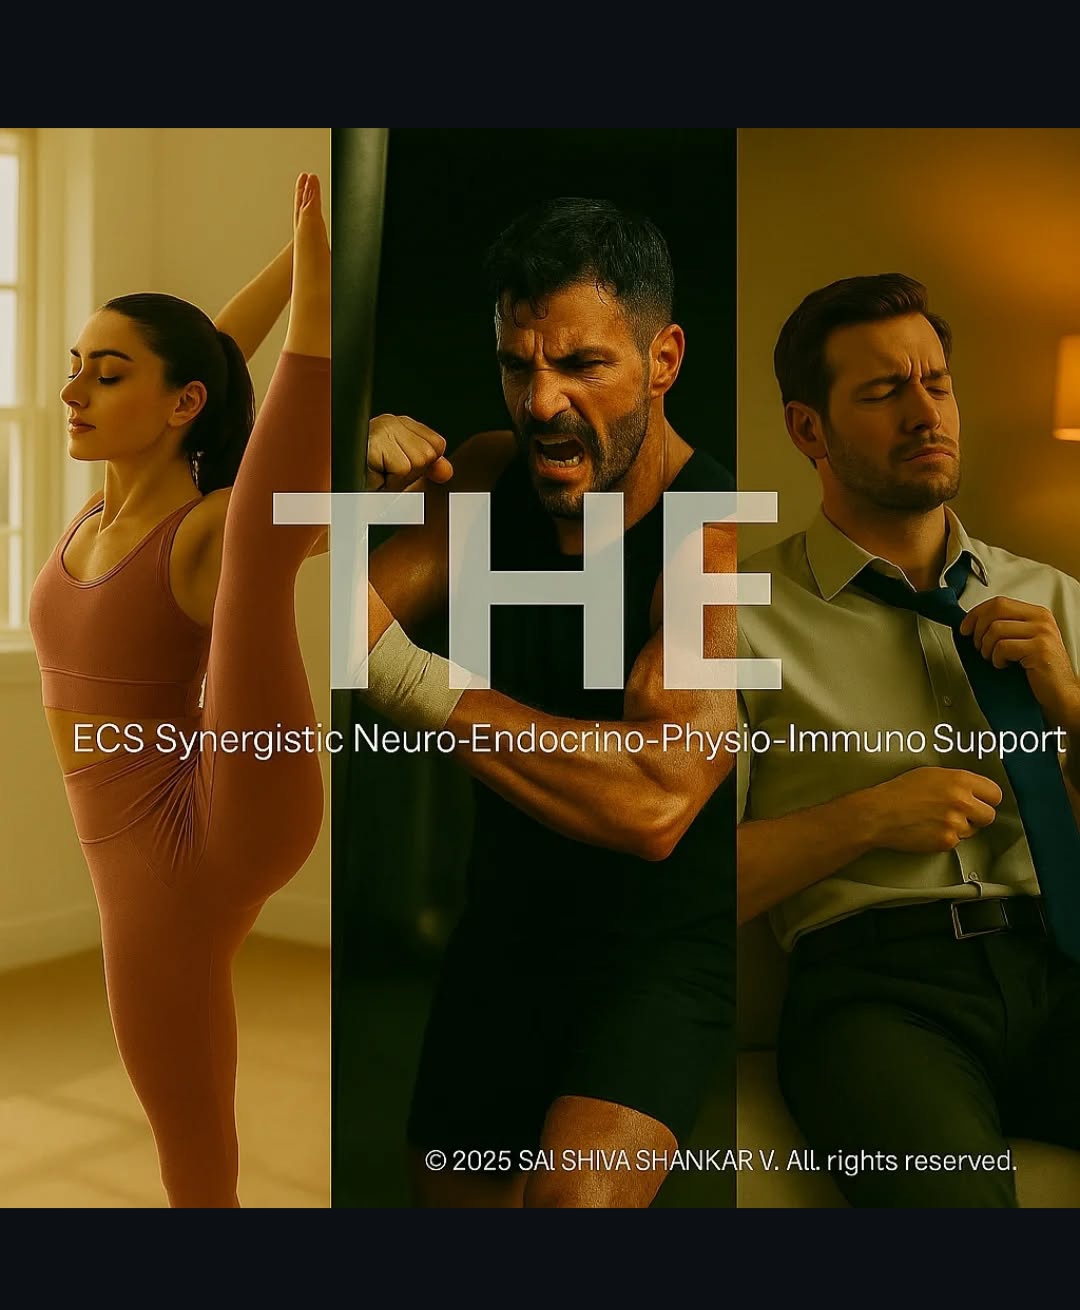 THE
ECS Synergistic Neuro-Endocrino-Physio-Immuno Support
© 2025 SAI SHIVA SHANKAR V. All. rights reserved.